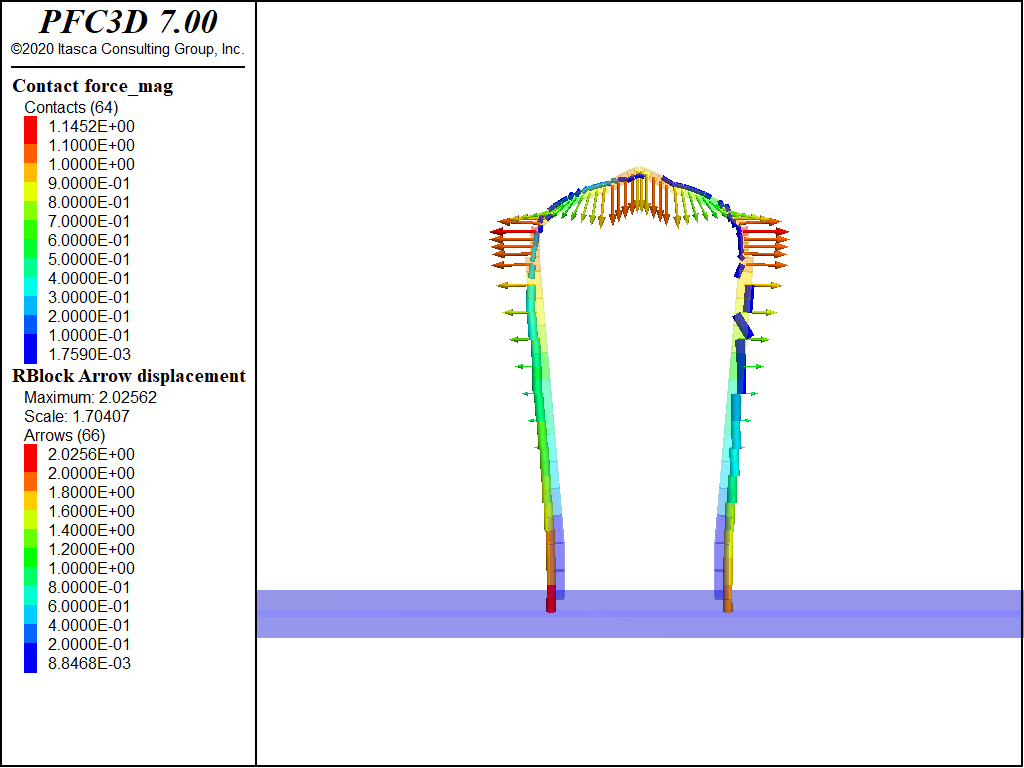 PFC3D 7.00
©2020 Itasca Consulting Group, Inc.
Contact force_mag
Contacts (64)
1.1452E+00
1.1000E+00
1.0000E+00
9.0000E-01
8.0000E-01
7.0000E-01
6.0000E-01
5.0000E-01
4.0000E-01
3.0000E-01
2.0000E-01
1.0000E-01
1.7590E-03
RBlock Arrow displacement
Maximum: 2.02562
Scale: 1.70407
Arrows (66)
2.0256E+00
2.0000E+00
1.8000E+00
1.6000E+00
1.4000E+00
1.2000E+00
1.0000E+00
8.0000E-01
6.0000E-01
4.0000E-01
2.0000E-01
8.8468E-03